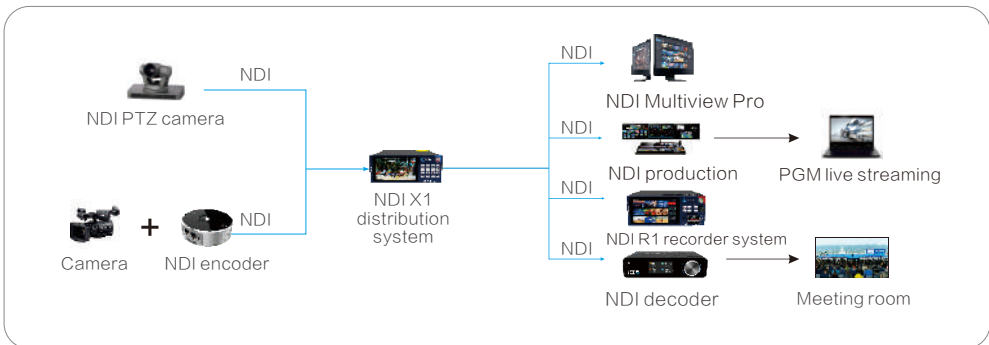 NDI
NDI PTZ camera
Camera
+
NDI encoder
NDI
NDI X1
distribution
system
NDI
NDI Multiview Pro
NDI
NDI production
PGM live streaming
NDI
NDI R1 recorder system
NDI
NDI decoder
Meeting room